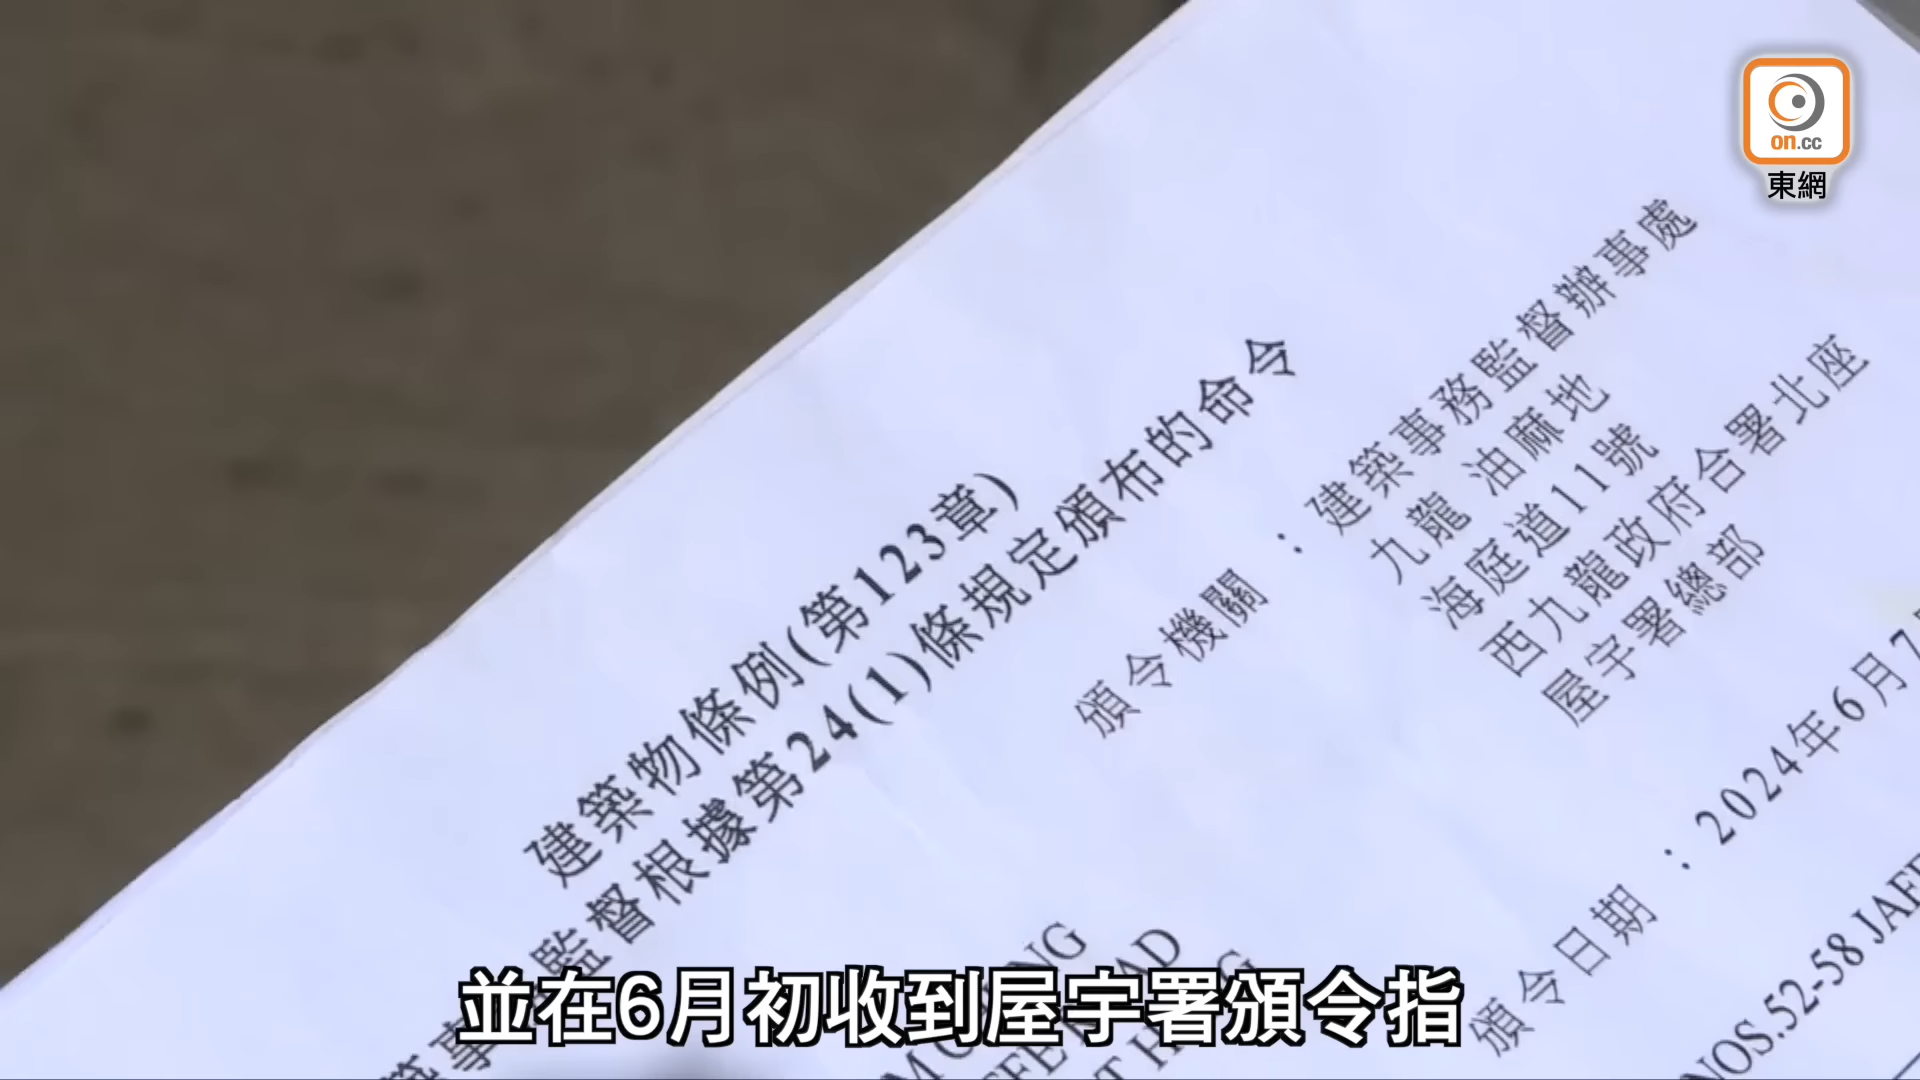 on.cc
東網
建築物條例(第123章)
築事務監督根據第24(1)條規定頒布的命令
頒令機關 : 建築事務監督辦事處
九龍 油麻地
海庭道11號
西九龍政府合署北座
屋宇署總部
頒令日期 : 2024年6月7
NOS.52-58
並在6月初收到屋宇署頒令指